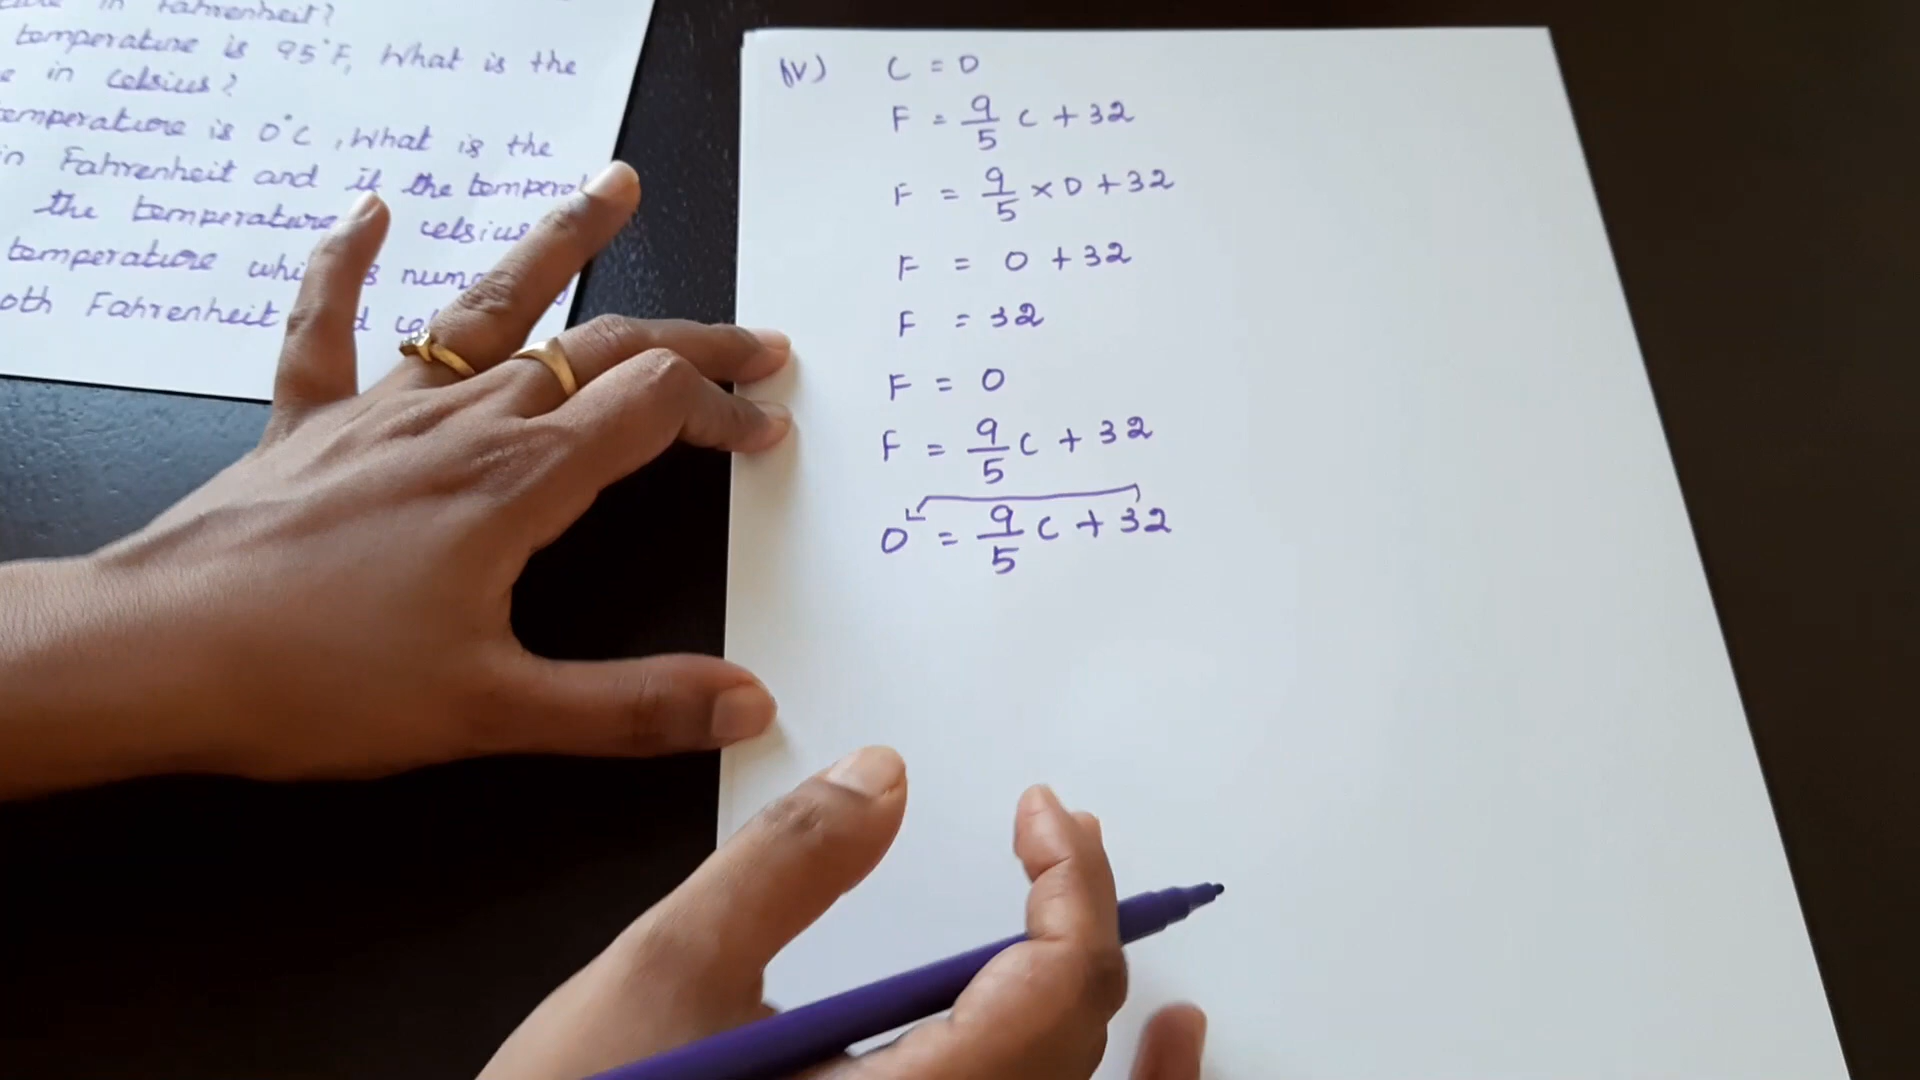 in Fahrenheit?
temperature is 95°F, What is the
in celsius?
temperature is 0°C, What is the
in Fahrenheit and if the
the temperature celsius
temperature
Fahrenheit
(iv) C = 0
F = 9/5 C + 32
F = 9/5 × 0 + 32
F = 0 + 32
F = 32
F = 0
F = 9/5 C + 32
0 = 9/5 C + 32